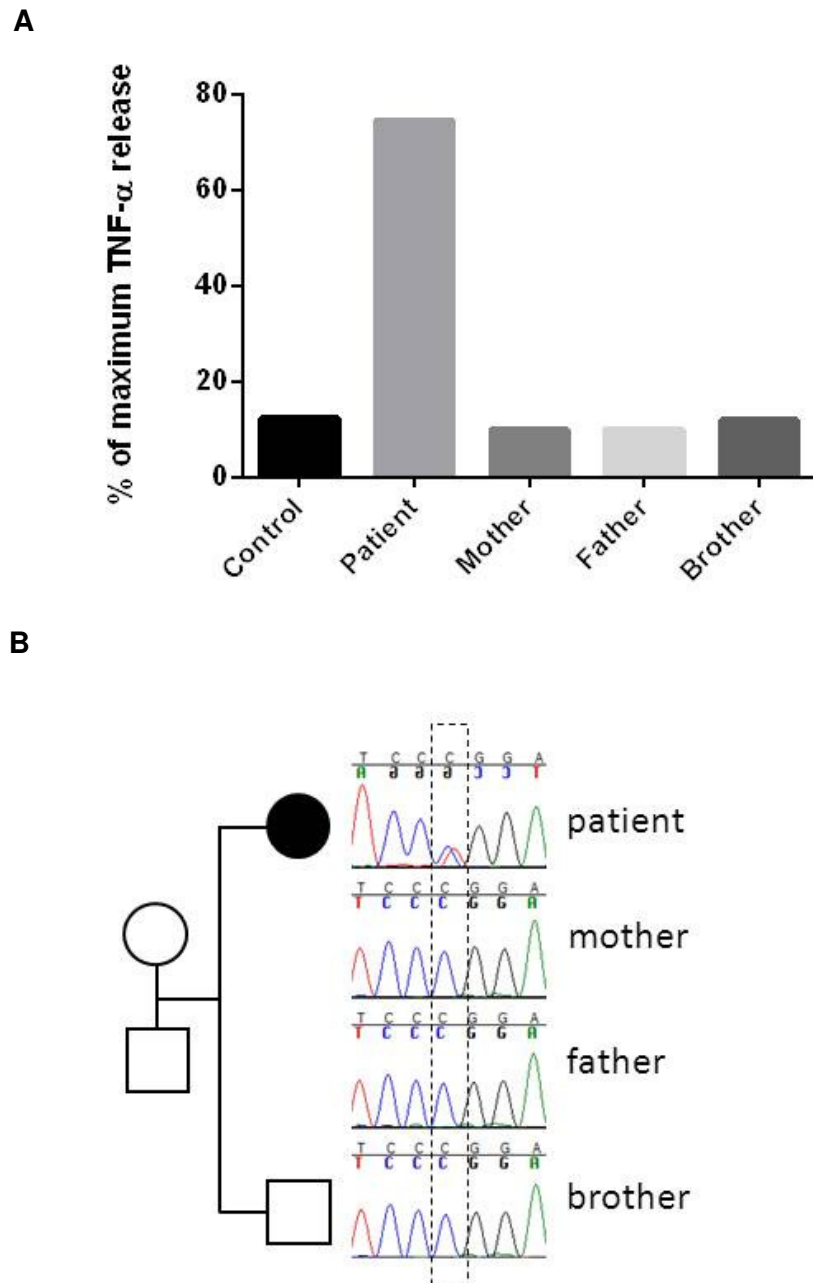 A
% of maximum TNF-α release
80
60
40
20
0
Control
Patient
Mother
Father
Brother
B
T C C C G G A
A G G G C C T
patient
T C C C G G A
T C C C G G A
mother
T C C C G G A
T C C C G G A
father
T C C C G G A
T C C C G G A
brother